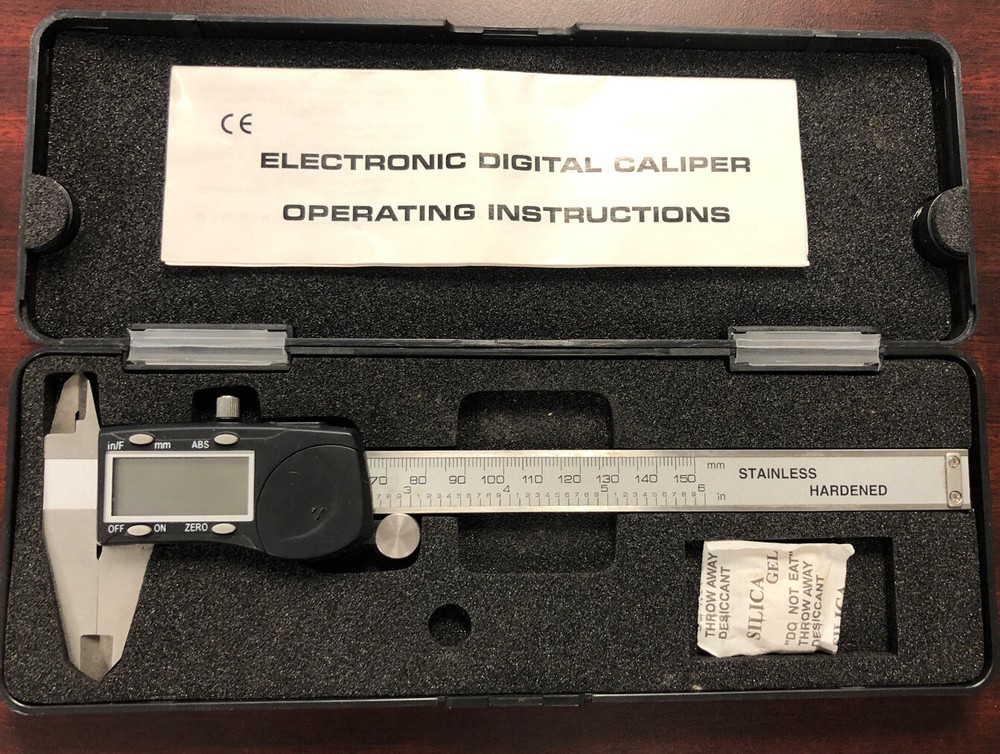 CE
ELECTRONIC DIGITAL CALIPER
OPERATING INSTRUCTIONS
in/F mm ABS
OFF ON ZERO
70 80 90 100 110 120 130 140 150 mm
3 4 5 6 in
STAINLESS
HARDENED
THROW AWAY
DESICCANT
SILICA
GEL
"DO NOT EAT"
THROW AWAY
DESICCANT
SILICA